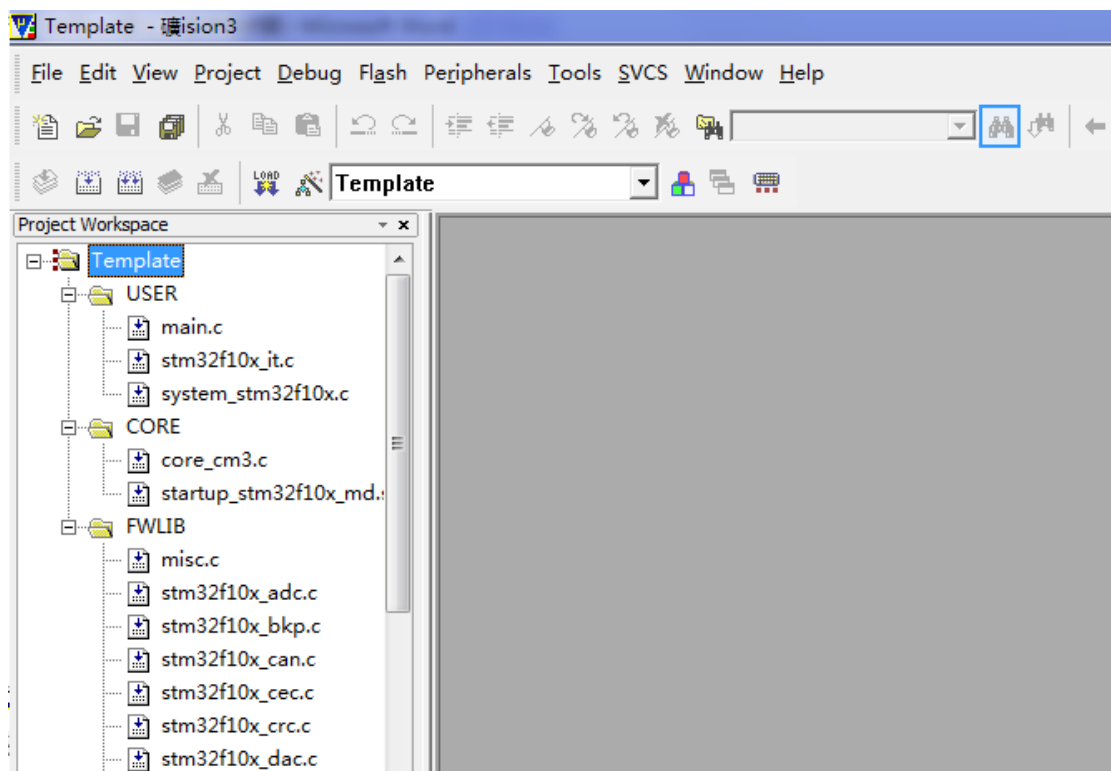 Template - 礦ision3
File Edit View Project Debug Flash Peripherals Tools SVCS Window Help
LOAD
Template
Project Workspace
Template
USER
main.c
stm32f10x_it.c
system_stm32f10x.c
CORE
core_cm3.c
startup_stm32f10x_md.
FWLIB
misc.c
stm32f10x_adc.c
stm32f10x_bkp.c
stm32f10x_can.c
stm32f10x_cec.c
stm32f10x_crc.c
stm32f10x_dac.c